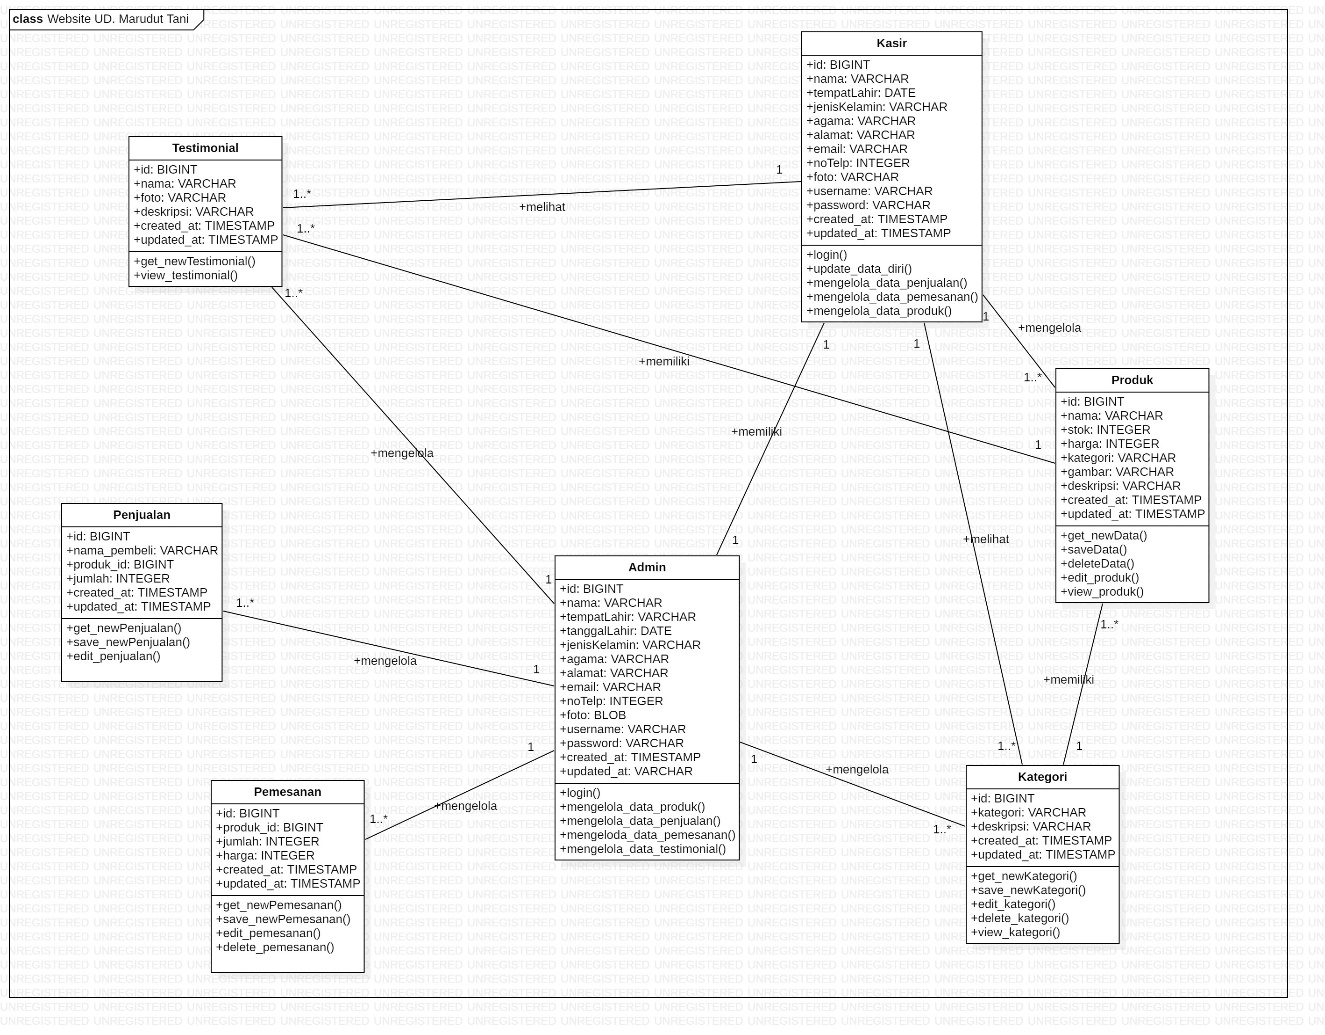 class Website UD. Marudut Tani
Kasir
+id: BIGINT
+nama: VARCHAR
+tempatLahir: DATE
+jenisKelamin: VARCHAR
+agama: VARCHAR
+alamat: VARCHAR
+email: VARCHAR
+noTelp: INTEGER
+foto: VARCHAR
+username: VARCHAR
+password: VARCHAR
+created_at: TIMESTAMP
+updated_at: TIMESTAMP
+login()
+update_data_diri()
+mengelola_data_penjualan()
+mengelola_data_pemesanan()
+mengelola_data_produk()
Testimonial
+id: BIGINT
+nama: VARCHAR
+foto: VARCHAR
+deskripsi: VARCHAR
+created_at: TIMESTAMP
+updated_at: TIMESTAMP
+get_newTestimonial()
+view_testimonial()
1..*
+melihat
1
1..*
+memiliki
1
1..*
+mengelola
1
1
+memiliki
1
1
+melihat
1..*
1
+mengelola
1..*
Produk
+id: BIGINT
+nama: VARCHAR
+stok: INTEGER
+harga: INTEGER
+kategori: VARCHAR
+gambar: VARCHAR
+deskripsi: VARCHAR
+created_at: TIMESTAMP
+updated_at: TIMESTAMP
+get_newData()
+saveData()
+deleteData()
+edit_produk()
+view_produk()
1..*
+memiliki
1
Penjualan
+id: BIGINT
+nama_pembeli: VARCHAR
+produk_id: BIGINT
+jumlah: INTEGER
+created_at: TIMESTAMP
+updated_at: TIMESTAMP
+get_newPenjualan()
+save_newPenjualan()
+edit_penjualan()
1..*
+mengelola
1
Admin
+id: BIGINT
+nama: VARCHAR
+tempatLahir: VARCHAR
+tanggalLahir: DATE
+jenisKelamin: VARCHAR
+agama: VARCHAR
+alamat: VARCHAR
+email: VARCHAR
+noTelp: INTEGER
+foto: BLOB
+username: VARCHAR
+password: VARCHAR
+created_at: TIMESTAMP
+updated_at: VARCHAR
+login()
+mengelola_data_produk()
+mengelola_data_penjualan()
+mengeloda_data_pemesanan()
+mengelola_data_testimonial()
1
+mengelola
1..*
Pemesanan
+id: BIGINT
+produk_id: BIGINT
+jumlah: INTEGER
+harga: INTEGER
+created_at: TIMESTAMP
+updated_at: TIMESTAMP
+get_newPemesanan()
+save_newPemesanan()
+edit_pemesanan()
+delete_pemesanan()
1
+mengelola
1..*
Kategori
+id: BIGINT
+kategori: VARCHAR
+deskripsi: VARCHAR
+created_at: TIMESTAMP
+updated_at: TIMESTAMP
+get_newKategori()
+save_newKategori()
+edit_kategori()
+delete_kategori()
+view_kategori()
UNREGISTERED